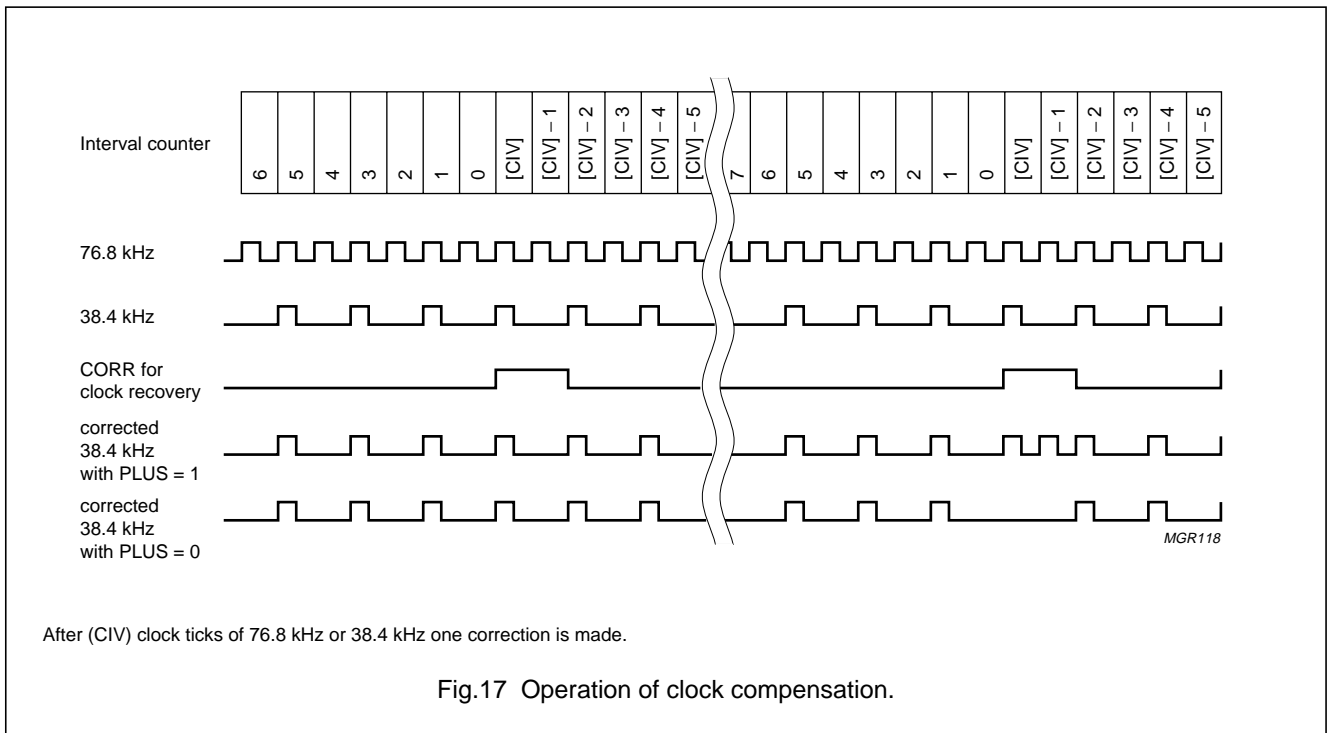 Interval counter
6 5 4 3 2 1 0 [CIV] [CIV] – 1 [CIV] – 2 [CIV] – 3 [CIV] – 4 [CIV] – 5 7 6 5 4 3 2 1 0 [CIV] [CIV] – 1 [CIV] – 2 [CIV] – 3 [CIV] – 4 [CIV] – 5
76.8 kHz
38.4 kHz
CORR for
clock recovery
corrected
38.4 kHz
with PLUS = 1
corrected
38.4 kHz
with PLUS = 0
MGR118
After (CIV) clock ticks of 76.8 kHz or 38.4 kHz one correction is made.
Fig.17 Operation of clock compensation.